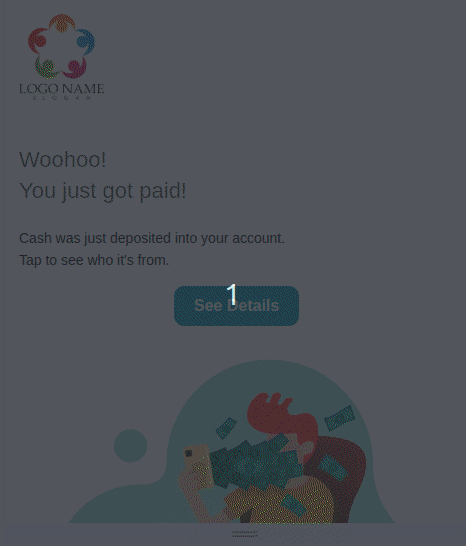 LOGO NAME
SLOGAN
Woohoo!
You just got paid!
Cash was just deposited into your account.
Tap to see who it's from.
1
See Details